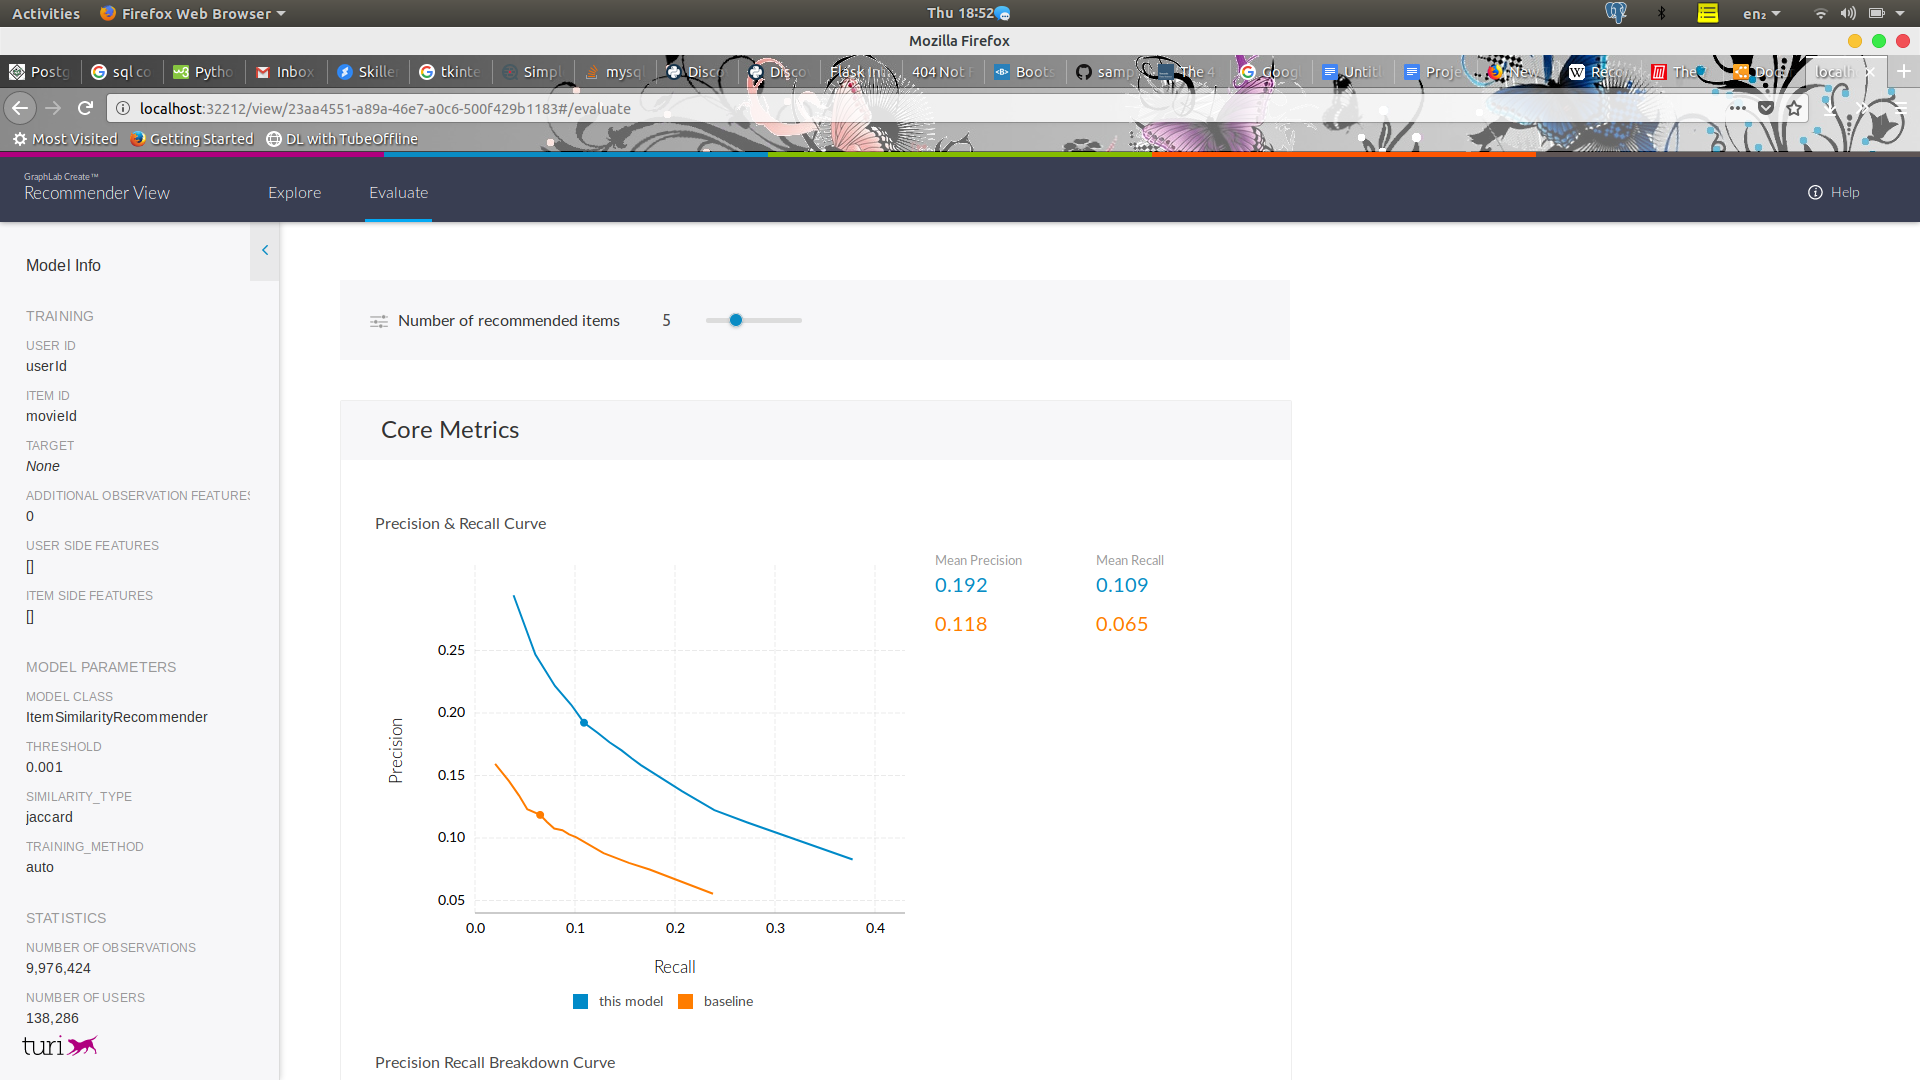 Activities Firefox Web Browser Thu 18:52 en₂
Mozilla Firefox
Postg sql co Pytho Inbox Skiller tkinte Simpl mysq Disco Disco Flask In 404 Not F Boots samp The 4 Goog Untit Proje New Reco The Doc localh
localhost:32212/view/23aa4551-a89a-46e7-a0c6-500f429b1183#/evaluate
Most Visited Getting Started DL with TubeOffline
GraphLab Create™
Recommender View Explore Evaluate Help
Model Info
TRAINING
USER ID
userId
ITEM ID
movieId
TARGET
None
ADDITIONAL OBSERVATION FEATURES
0
USER SIDE FEATURES
[]
ITEM SIDE FEATURES
[]
MODEL PARAMETERS
MODEL CLASS
ItemSimilarityRecommender
THRESHOLD
0.001
SIMILARITY_TYPE
jaccard
TRAINING_METHOD
auto
STATISTICS
NUMBER OF OBSERVATIONS
9,976,424
NUMBER OF USERS
138,286
turi
Number of recommended items 5
Core Metrics
Precision & Recall Curve
Mean Precision Mean Recall
0.192 0.109
0.118 0.065
Precision
0.25
0.20
0.15
0.10
0.05
0.0 0.1 0.2 0.3 0.4
Recall
this model baseline
Precision Recall Breakdown Curve